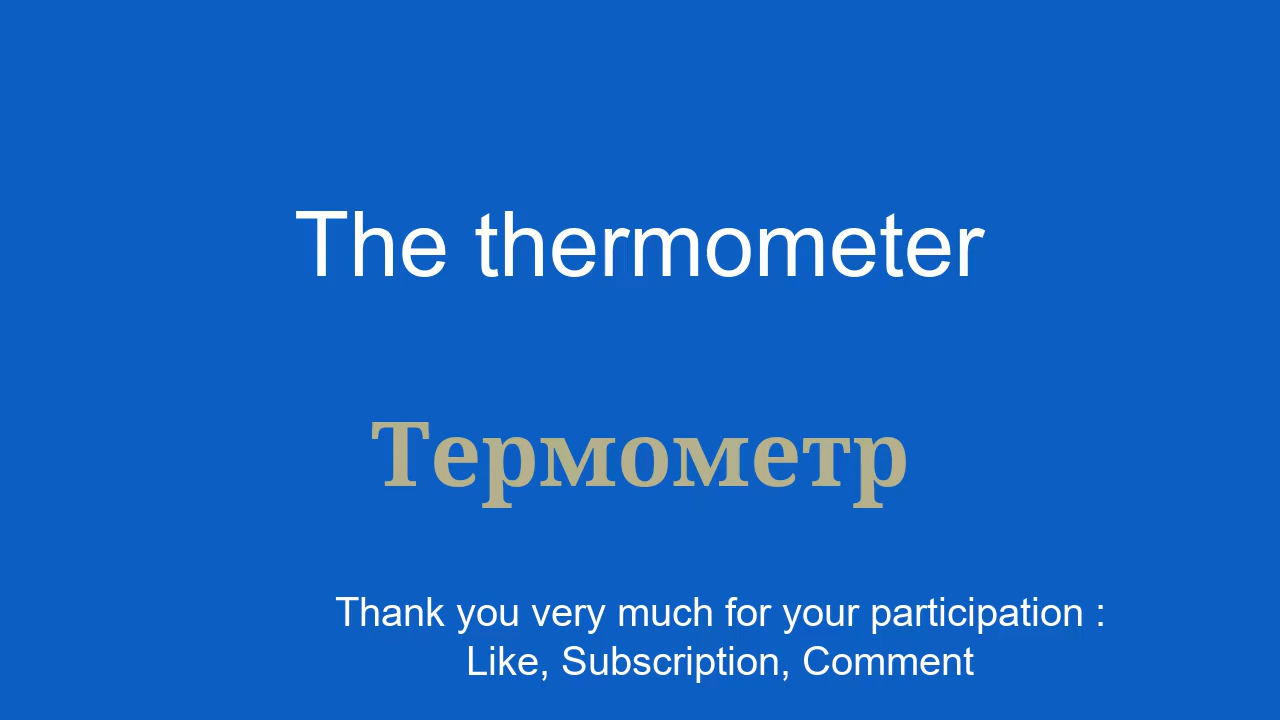 The thermometer
Термометр
Thank you very much for your participation :
Like, Subscription, Comment